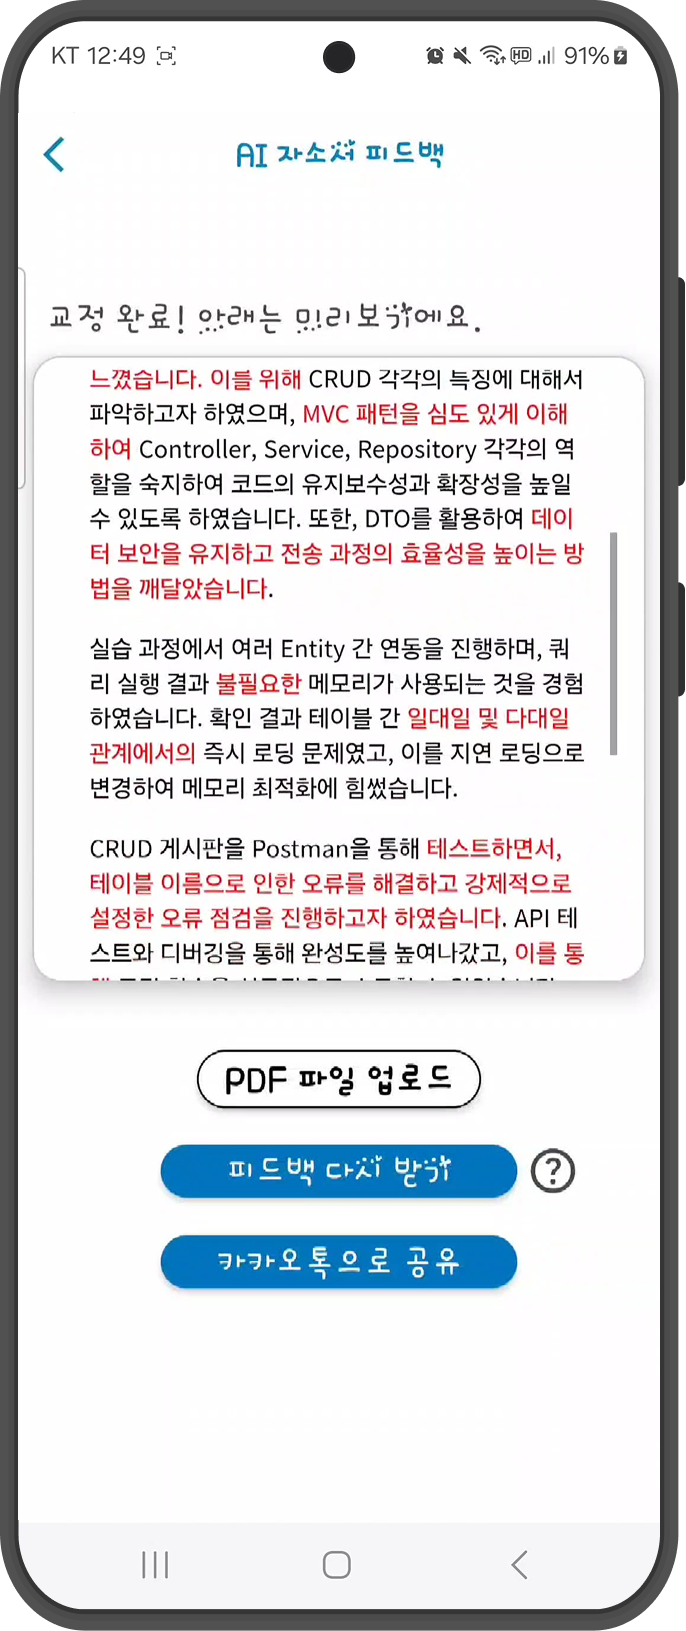 KT 12:49 HD 91%
AI 자소서 피드백
교정 완료! 아래는 미리보기예요.
느꼈습니다. 이를 위해 CRUD 각각의 특징에 대해서
파악하고자 하였으며, MVC 패턴을 심도 있게 이해
하여 Controller, Service, Repository 각각의 역
할을 숙지하여 코드의 유지보수성과 확장성을 높일
수 있도록 하였습니다. 또한, DTO를 활용하여 데이
터 보안을 유지하고 전송 과정의 효율성을 높이는 방
법을 깨달았습니다.
실습 과정에서 여러 Entity 간 연동을 진행하며, 쿼
리 실행 결과 불필요한 메모리가 사용되는 것을 경험
하였습니다. 확인 결과 테이블 간 일대일 및 다대일
관계에서의 즉시 로딩 문제였고, 이를 지연 로딩으로
변경하여 메모리 최적화에 힘썼습니다.
CRUD 게시판을 Postman을 통해 테스트하면서,
테이블 이름으로 인한 오류를 해결하고 강제적으로
설정한 오류 점검을 진행하고자 하였습니다. API 테
스트와 디버깅을 통해 완성도를 높여나갔고, 이를 통
PDF 파일 업로드
피드백 다시 받기
?
카카오톡으로 공유